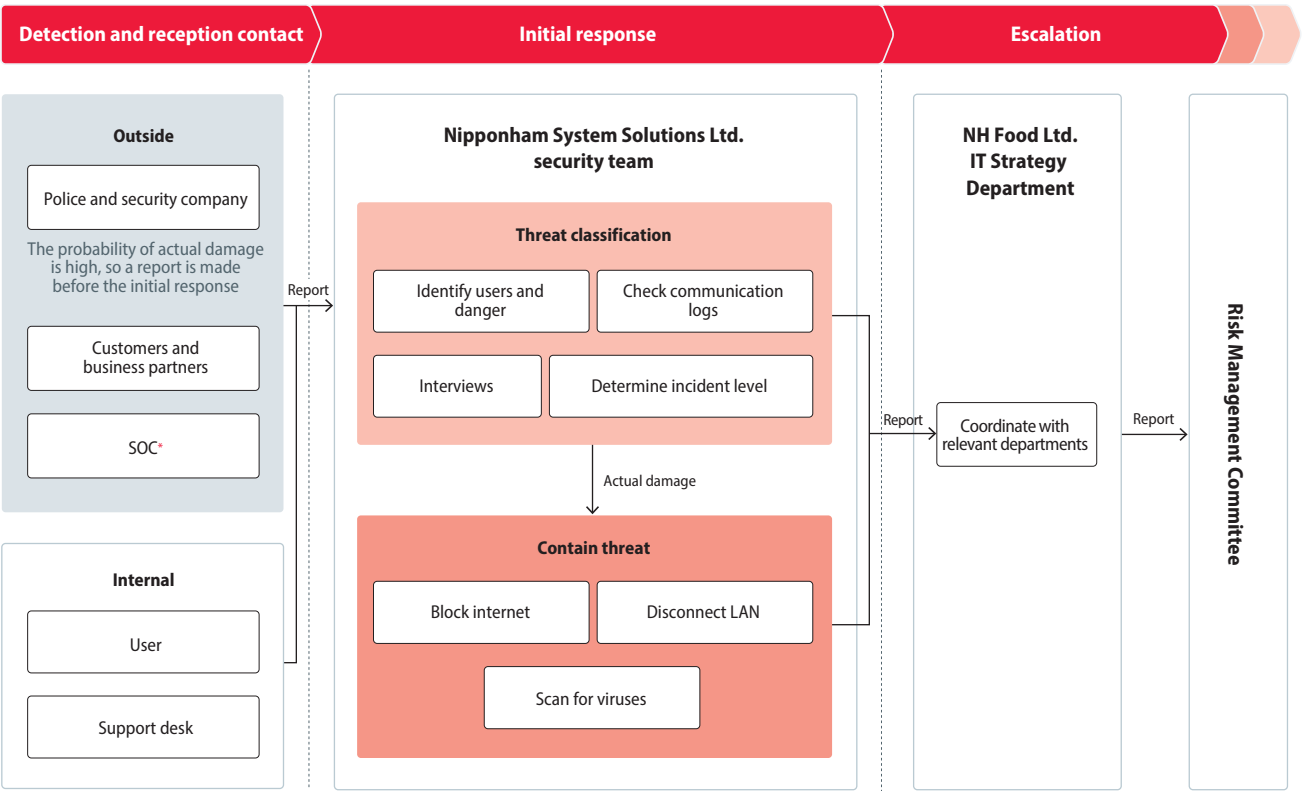 Detection and reception contact
Initial response
Escalation
Outside
Police and security company
The probability of actual damage
is high, so a report is made
before the initial response
Customers and
business partners
SOC*
Internal
User
Support desk
Report
Nipponham System Solutions Ltd.
security team
Threat classification
Identify users and
danger
Check communication
logs
Interviews
Determine incident level
Actual damage
Contain threat
Block internet
Disconnect LAN
Scan for viruses
Report
NH Food Ltd.
IT Strategy
Department
Coordinate with
relevant departments
Report
Risk Management Committee